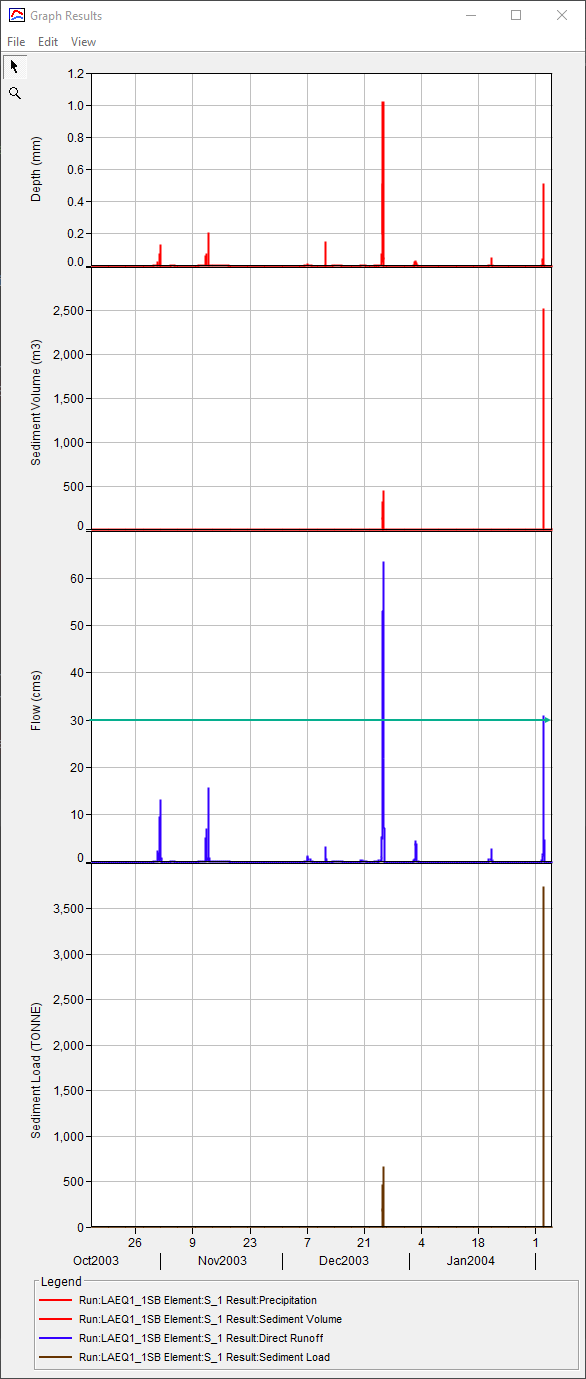 Graph Results
File Edit View
1.2
1.0
0.8
0.6
0.4
0.2
0.0
Depth (mm)
2,500
2,000
1,500
1,000
500
0
Sediment Volume (m3)
60
50
40
30
20
10
0
Flow (cms)
3,500
3,000
2,500
2,000
1,500
1,000
500
0
Sediment Load (TONNE)
26 9 23 7 21 4 18 1
Oct2003 Nov2003 Dec2003 Jan2004
Legend
Run:LAEQ1_1SB Element:S_1 Result:Precipitation
Run:LAEQ1_1SB Element:S_1 Result:Sediment Volume
Run:LAEQ1_1SB Element:S_1 Result:Direct Runoff
Run:LAEQ1_1SB Element:S_1 Result:Sediment Load